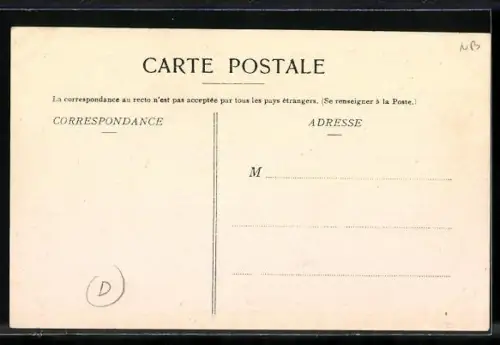 NB
CARTE POSTALE
La correspondance au recto n'est pas acceptée par tous les pays étrangers. (Se renseigner à la Poste.)
CORRESPONDANCE
ADRESSE
M
D